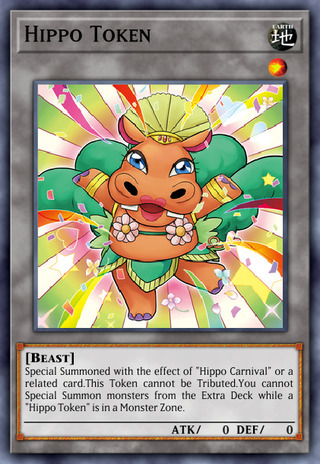 Hippo Token
EARTH
地
[Beast]
Special Summoned with the effect of "Hippo Carnival" or a
related card.This Token cannot be Tributed.You cannot
Special Summon monsters from the Extra Deck while a
"Hippo Token" is in a Monster Zone.
ATK/ 0 DEF/ 0